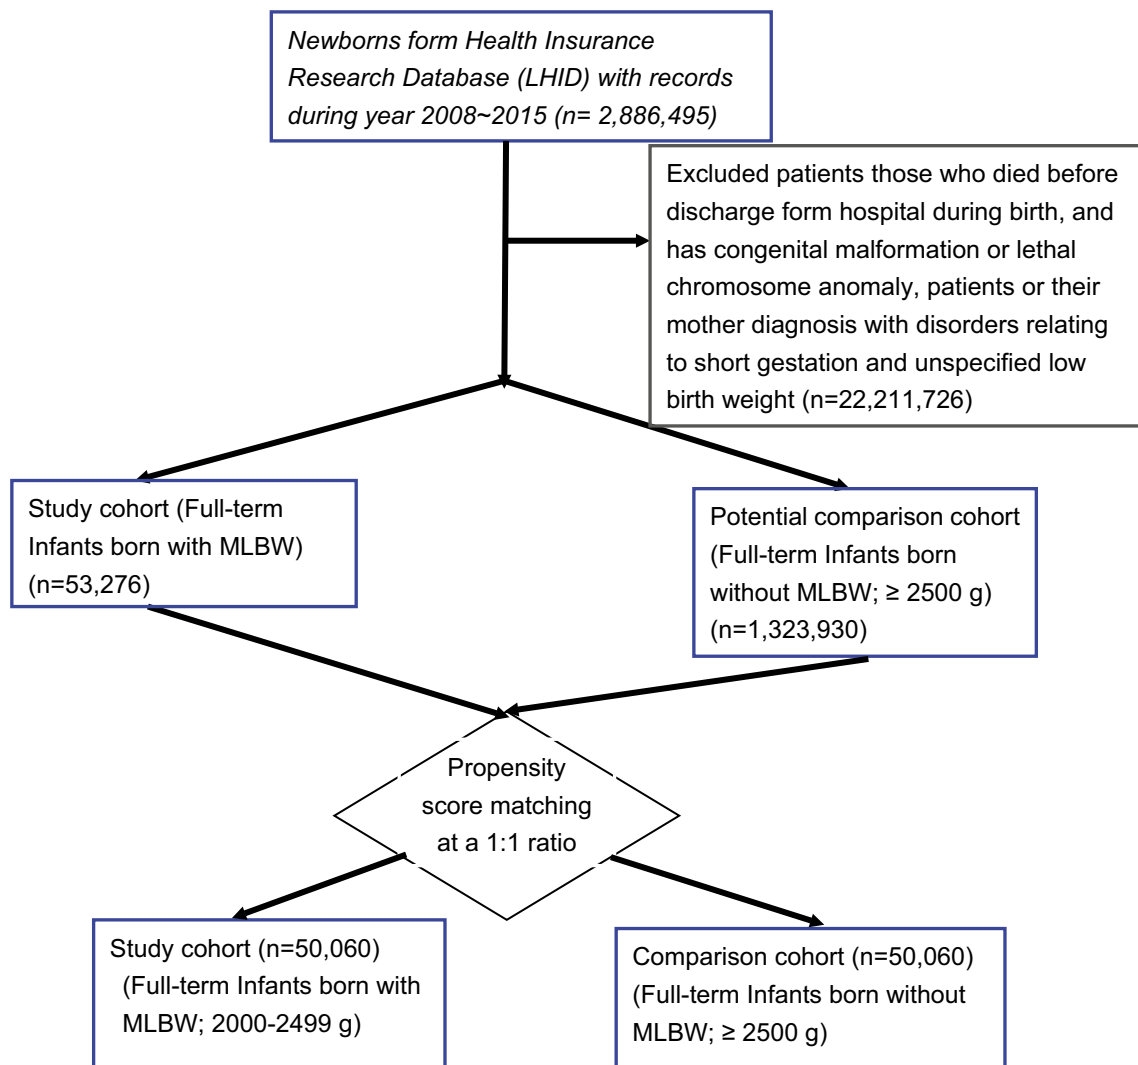 Newborns form Health Insurance
Research Database (LHID) with records
during year 2008~2015 (n= 2,886,495)
Excluded patients those who died before
discharge form hospital during birth, and
has congenital malformation or lethal
chromosome anomaly, patients or their
mother diagnosis with disorders relating
to short gestation and unspecified low
birth weight (n=22,211,726)
Study cohort (Full-term
Infants born with MLBW)
(n=53,276)
Potential comparison cohort
(Full-term Infants born
without MLBW; ≥ 2500 g)
(n=1,323,930)
Propensity
score matching
at a 1:1 ratio
Study cohort (n=50,060)
(Full-term Infants born with
MLBW; 2000-2499 g)
Comparison cohort (n=50,060)
(Full-term Infants born without
MLBW; ≥ 2500 g)